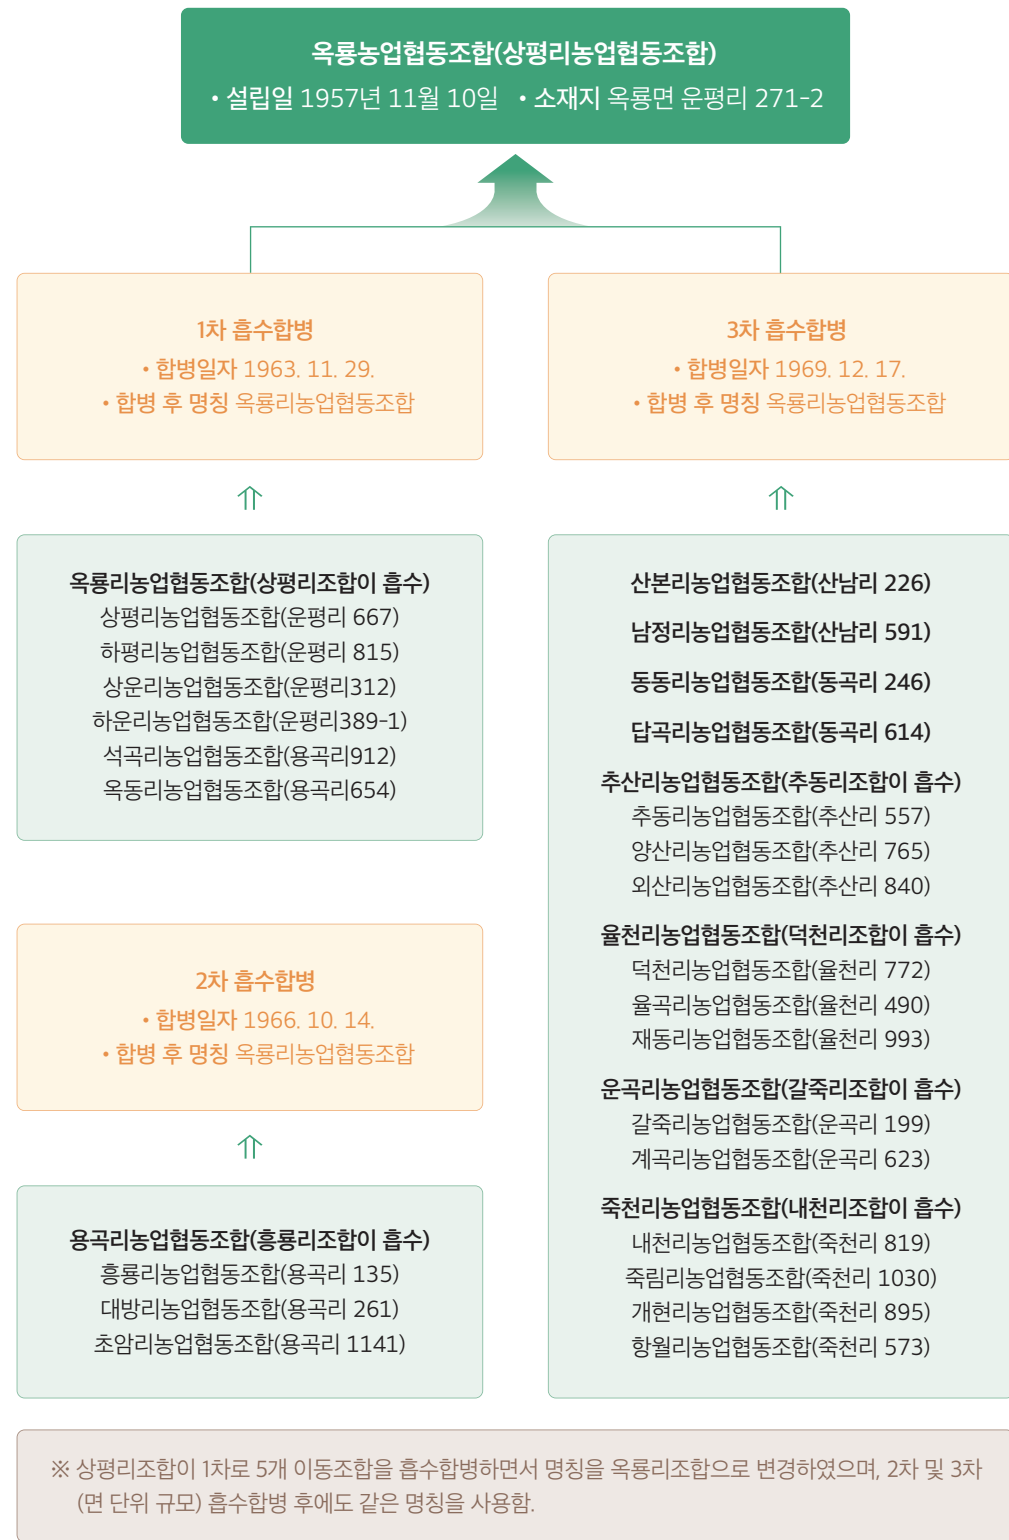 옥룡농업협동조합(상평리농업협동조합)
• 설립일 1957년 11월 10일 • 소재지 옥룡면 운평리 271-2
1차 흡수합병
• 합병일자 1963. 11. 29.
• 합병 후 명칭 옥룡리농업협동조합
옥룡리농업협동조합(상평리조합이 흡수)
상평리농업협동조합(운평리 667)
하평리농업협동조합(운평리 815)
상운리농업협동조합(운평리312)
하운리농업협동조합(운평리389-1)
석곡리농업협동조합(용곡리912)
옥동리농업협동조합(용곡리654)
2차 흡수합병
• 합병일자 1966. 10. 14.
• 합병 후 명칭 옥룡리농업협동조합
용곡리농업협동조합(흥룡리조합이 흡수)
흥룡리농업협동조합(용곡리 135)
대방리농업협동조합(용곡리 261)
초암리농업협동조합(용곡리 1141)
3차 흡수합병
• 합병일자 1969. 12. 17.
• 합병 후 명칭 옥룡리농업협동조합
산본리농업협동조합(산남리 226)
남정리농업협동조합(산남리 591)
동동리농업협동조합(동곡리 246)
답곡리농업협동조합(동곡리 614)
추산리농업협동조합(추동리조합이 흡수)
추동리농업협동조합(추산리 557)
양산리농업협동조합(추산리 765)
외산리농업협동조합(추산리 840)
율천리농업협동조합(덕천리조합이 흡수)
덕천리농업협동조합(율천리 772)
율곡리농업협동조합(율천리 490)
재동리농업협동조합(율천리 993)
운곡리농업협동조합(갈죽리조합이 흡수)
갈죽리농업협동조합(운곡리 199)
계곡리농업협동조합(운곡리 623)
죽천리농업협동조합(내천리조합이 흡수)
내천리농업협동조합(죽천리 819)
죽림리농업협동조합(죽천리 1030)
개현리농업협동조합(죽천리 895)
항월리농업협동조합(죽천리 573)
※ 상평리조합이 1차로 5개 이동조합을 흡수합병하면서 명칭을 옥룡리조합으로 변경하였으며, 2차 및 3차
(면 단위 규모) 흡수합병 후에도 같은 명칭을 사용함.